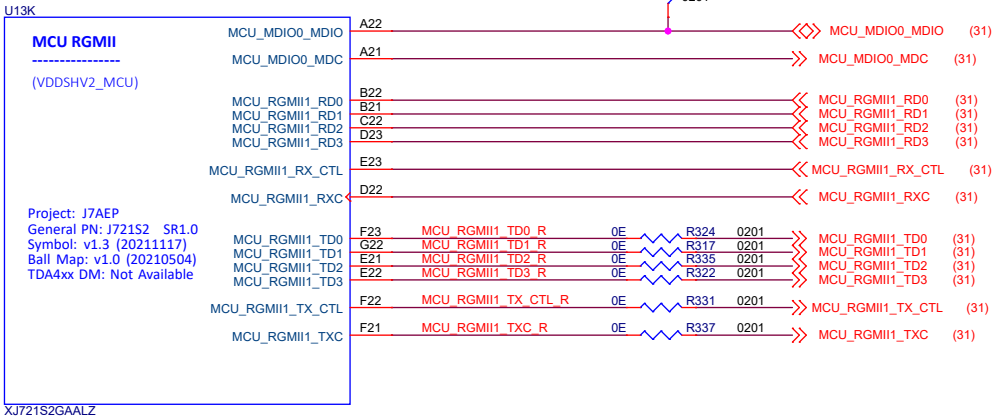 0201
U13K
MCU RGMII
----------------
(VDDSHV2_MCU)
MCU_MDIO0_MDIO A22 MCU_MDIO0_MDIO (31)
MCU_MDIO0_MDC A21 MCU_MDIO0_MDC (31)
MCU_RGMII1_RD0 B22 MCU_RGMII1_RD0 (31)
MCU_RGMII1_RD1 B21 MCU_RGMII1_RD1 (31)
MCU_RGMII1_RD2 C22 MCU_RGMII1_RD2 (31)
MCU_RGMII1_RD3 D23 MCU_RGMII1_RD3 (31)
MCU_RGMII1_RX_CTL E23 MCU_RGMII1_RX_CTL (31)
MCU_RGMII1_RXC D22 MCU_RGMII1_RXC (31)
Project: J7AEP
General PN: J721S2 SR1.0
Symbol: v1.3 (20211117)
Ball Map: v1.0 (20210504)
TDA4xx DM: Not Available
MCU_RGMII1_TD0 F23 MCU_RGMII1_TD0_R 0E R324 0201 MCU_RGMII1_TD0 (31)
MCU_RGMII1_TD1 G22 MCU_RGMII1_TD1_R 0E R317 0201 MCU_RGMII1_TD1 (31)
MCU_RGMII1_TD2 E21 MCU_RGMII1_TD2_R 0E R335 0201 MCU_RGMII1_TD2 (31)
MCU_RGMII1_TD3 E22 MCU_RGMII1_TD3_R 0E R322 0201 MCU_RGMII1_TD3 (31)
MCU_RGMII1_TX_CTL F22 MCU_RGMII1_TX_CTL_R 0E R331 0201 MCU_RGMII1_TX_CTL (31)
MCU_RGMII1_TXC F21 MCU_RGMII1_TXC_R 0E R337 0201 MCU_RGMII1_TXC (31)
XJ721S2GAALZ